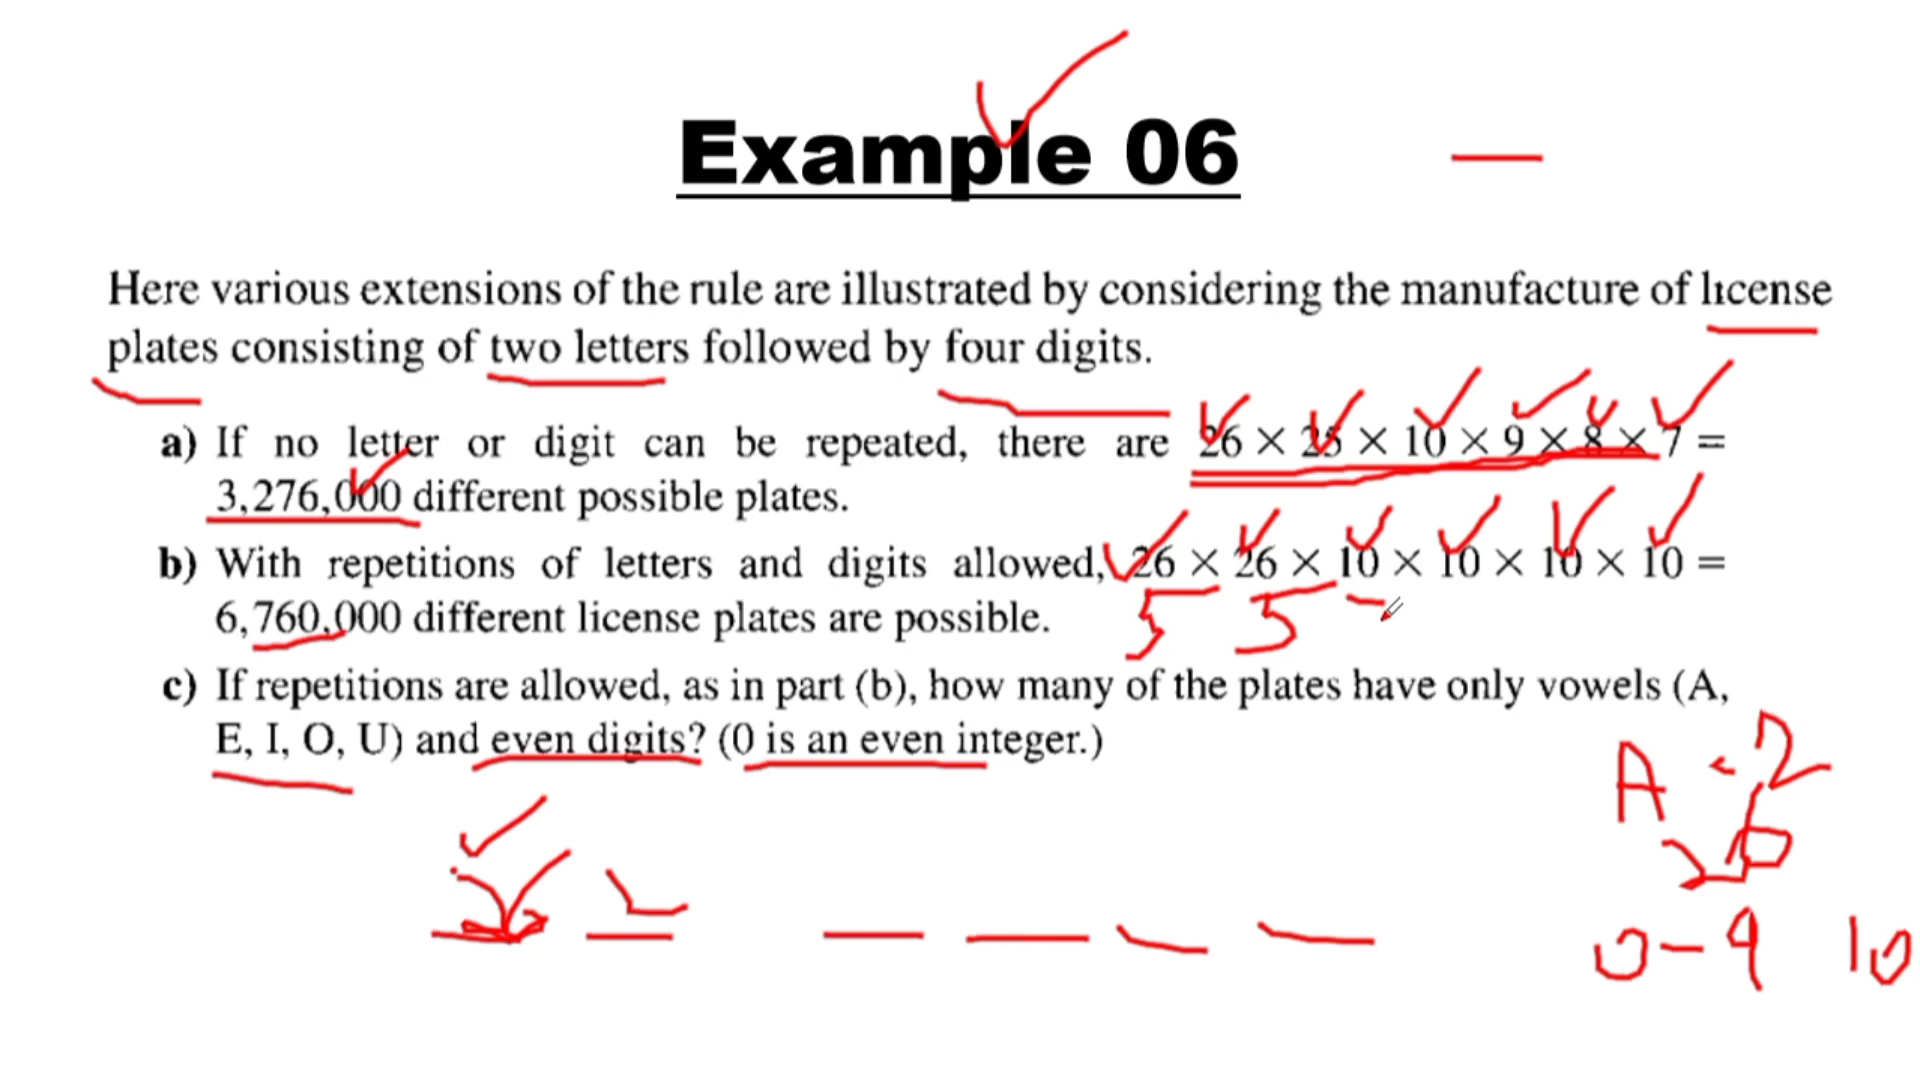 Example 06
Here various extensions of the rule are illustrated by considering the manufacture of license
plates consisting of two letters followed by four digits.
a) If no letter or digit can be repeated, there are 26 × 25 × 10 × 9 × 8 × 7 =
3,276,000 different possible plates.
b) With repetitions of letters and digits allowed, 26 × 26 × 10 × 10 × 10 × 10 =
6,760,000 different license plates are possible.
5 5
c) If repetitions are allowed, as in part (b), how many of the plates have only vowels (A,
E, I, O, U) and even digits? (0 is an even integer.)
A - Z
26
0-9 10